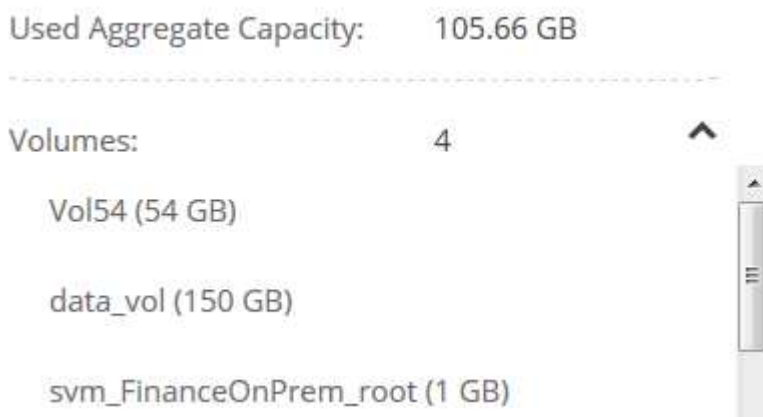 Used Aggregate Capacity: 105.66 GB
Volumes: 4
Vol54 (54 GB)
data_vol (150 GB)
svm_FinanceOnPrem_root (1 GB)